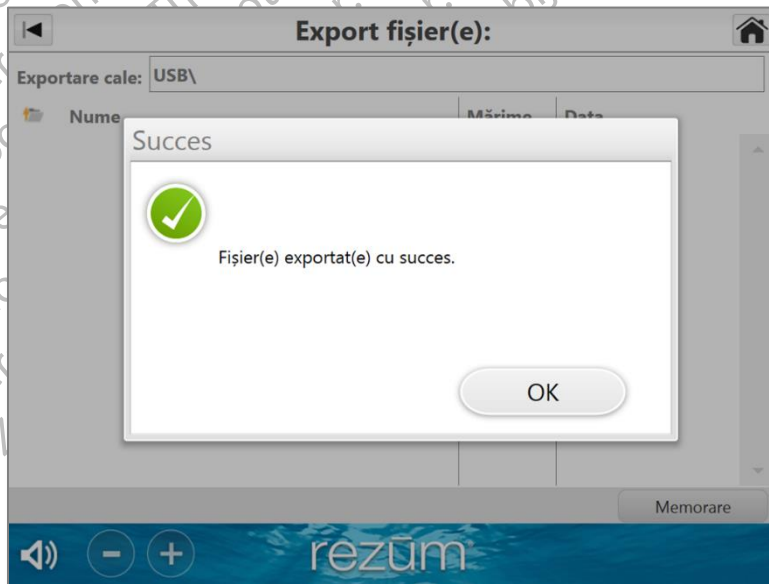 Export fișier(e):
Exportare cale: USB\
Nume Mărime Data
Succes
Fișier(e) exportat(e) cu succes.
OK
Memorare
rezūm